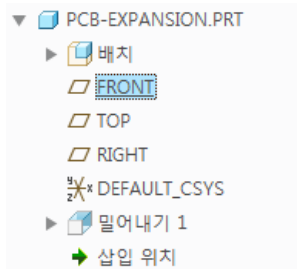 PCB-EXPANSION.PRT
배치
FRONT
TOP
RIGHT
DEFAULT_CSYS
밀어내기 1
삽입 위치